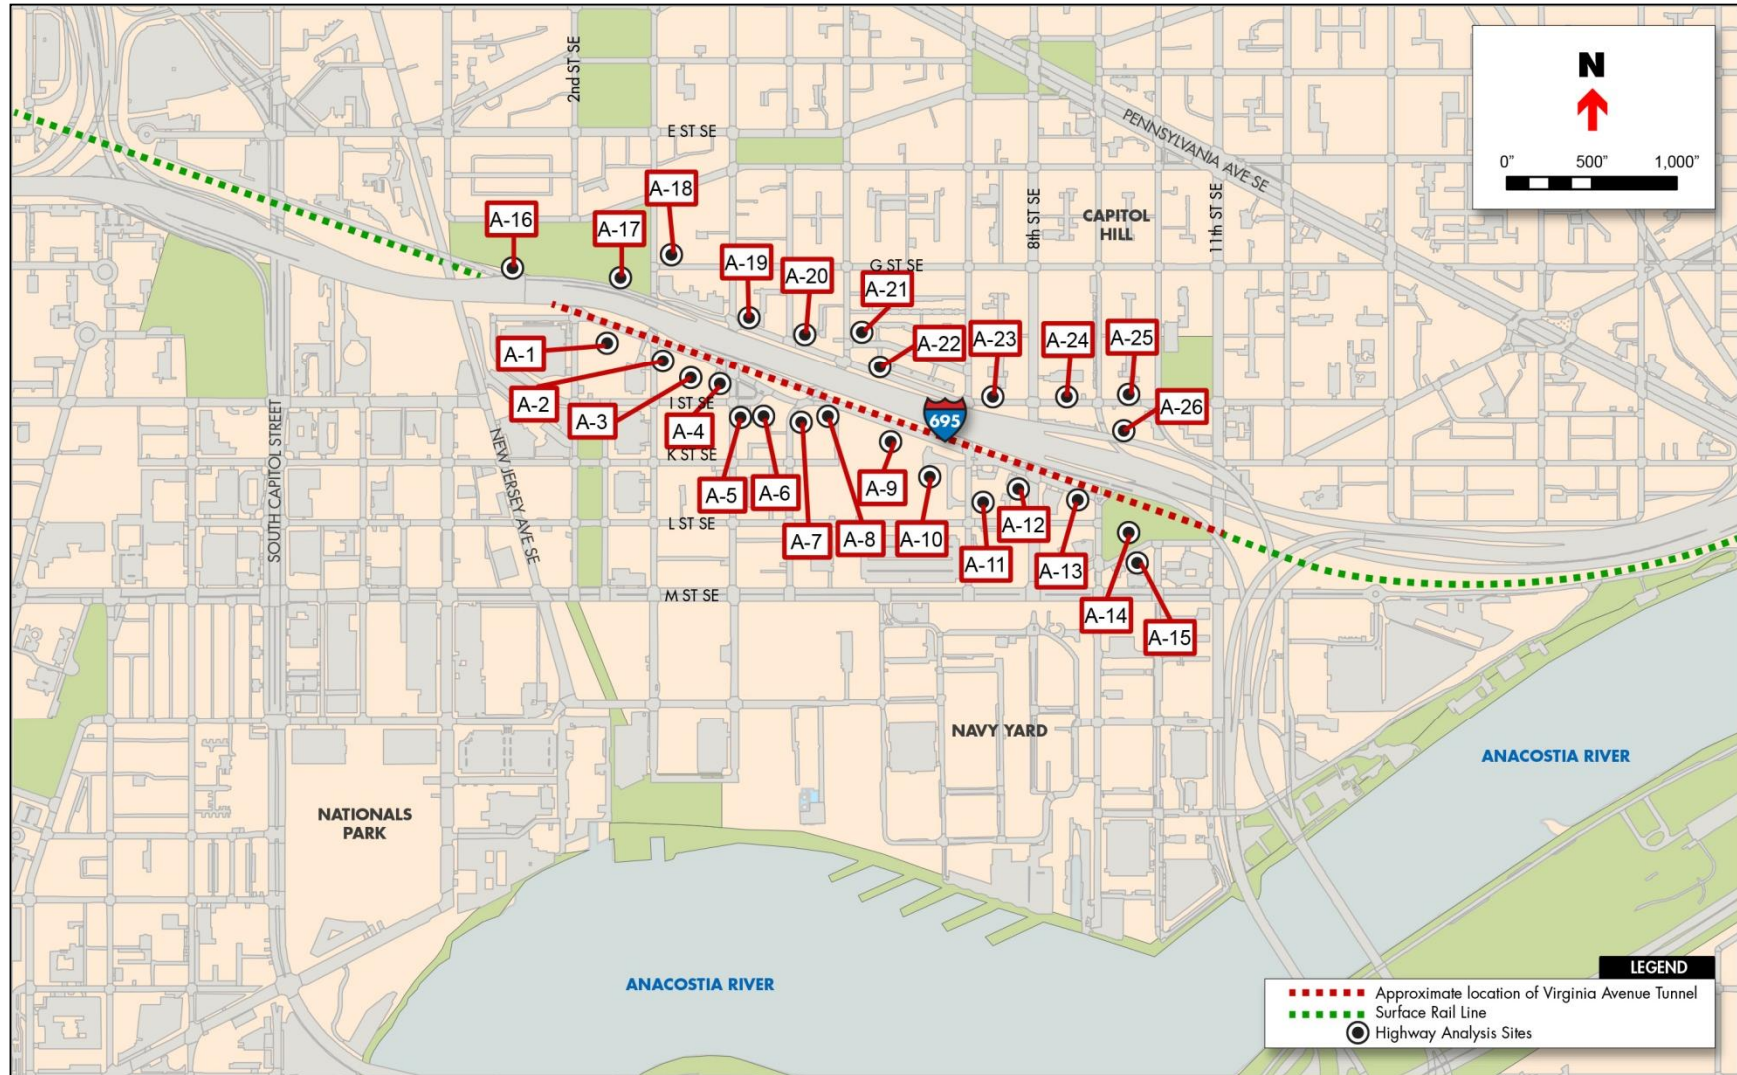 N
0" 500" 1,000"
2nd ST SE
E ST SE
PENNSYLVANIA AVE SE
A-18
A-16
A-17
8th ST SE
CAPITOL
HILL
11th ST SE
A-19
A-20
G ST SE
A-21
A-1
A-22
A-23
A-24
A-25
A-2
A-3
I ST SE
A-4
695
A-26
SOUTH CAPITOL STREET
NEW JERSEY AVE SE
K ST SE
A-5
A-6
A-9
L ST SE
A-7
A-8
A-10
A-12
A-11
A-13
M ST SE
A-14
A-15
NAVY YARD
ANACOSTIA RIVER
NATIONALS
PARK
ANACOSTIA RIVER
LEGEND
Approximate location of Virginia Avenue Tunnel
Surface Rail Line
Highway Analysis Sites